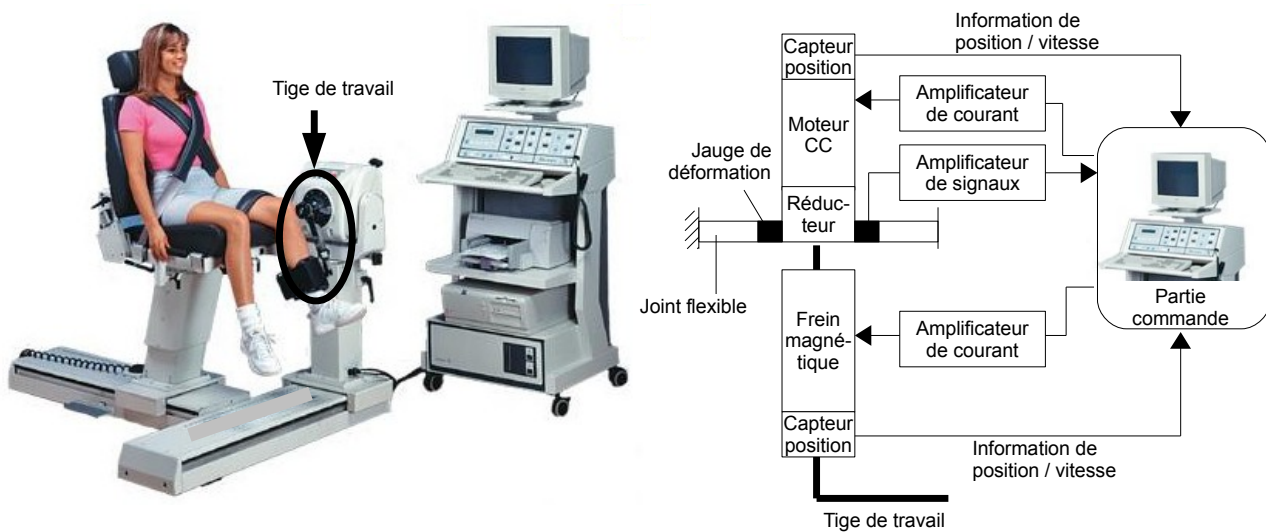 Tige de travail
Information de
position / vitesse
Capteur
position
Amplificateur
de courant
Moteur
CC
Jauge de
déformation
Amplificateur
de signaux
Réduc-
teur
Joint flexible
Partie
commande
Frein
magné-
tique
Amplificateur
de courant
Capteur
position
Information de
position / vitesse
Tige de travail